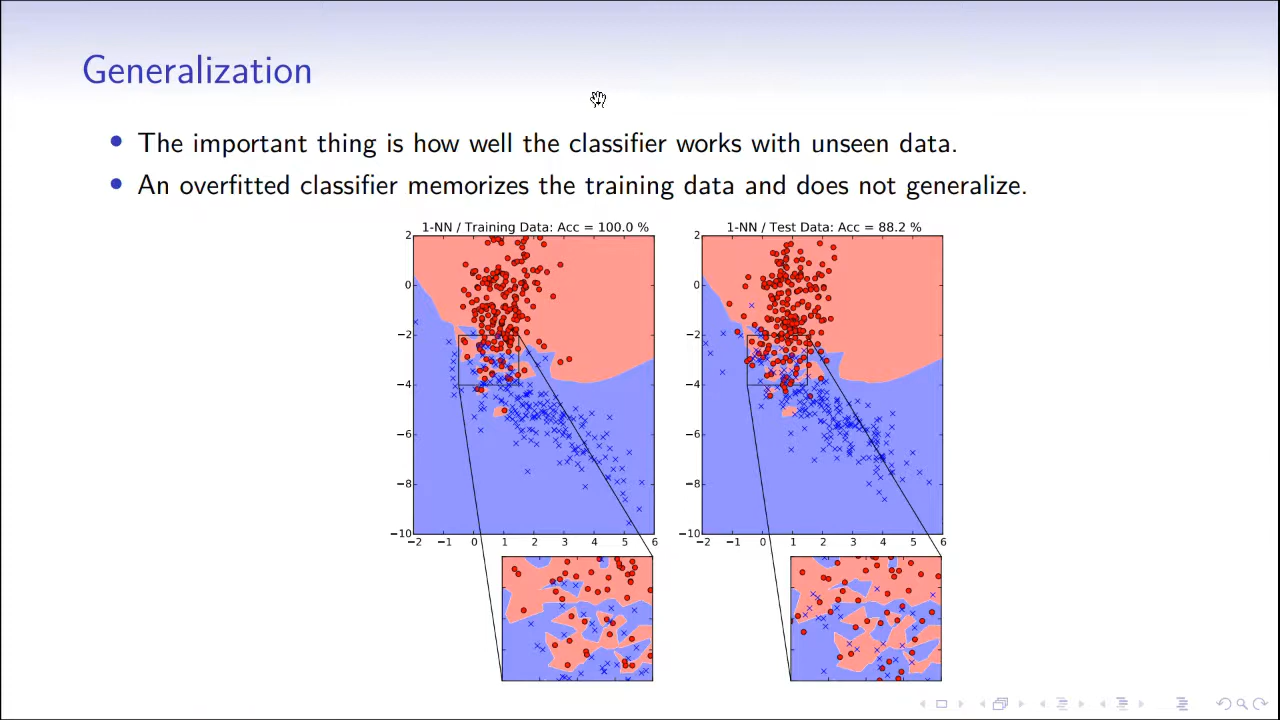 Generalization
The important thing is how well the classifier works with unseen data.
An overfitted classifier memorizes the training data and does not generalize.
1-NN / Training Data: Acc = 100.0 %
1-NN / Test Data: Acc = 88.2 %
2
0
−2
−4
−6
−8
−10
−2 −1 0 1 2 3 4 5 6
2
0
−2
−4
−6
−8
−10
−2 −1 0 1 2 3 4 5 6